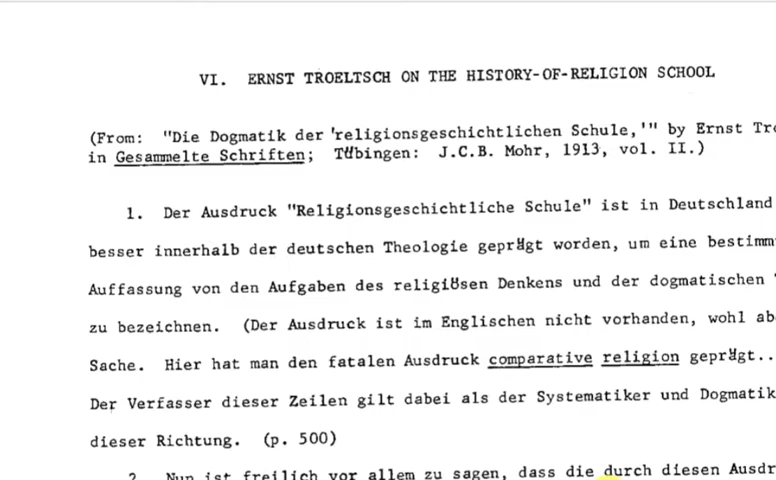 VI. ERNST TROELTSCH ON THE HISTORY-OF-RELIGION SCHOOL
(From: "Die Dogmatik der 'religionsgeschichtlichen Schule,'" by Ernst Tro
in Gesammelte Schriften; Tübingen: J.C.B. Mohr, 1913, vol. II.)
1. Der Ausdruck "Religionsgeschichtliche Schule" ist in Deutschland
besser innerhalb der deutschen Theologie geprägt worden, um eine bestimm
Auffassung von den Aufgaben des religiösen Denkens und der dogmatischen
zu bezeichnen. (Der Ausdruck ist im Englischen nicht vorhanden, wohl ab
Sache. Hier hat man den fatalen Ausdruck comparative religion geprägt..
Der Verfasser dieser Zeilen gilt dabei als der Systematiker und Dogmatik
dieser Richtung. (p. 500)
2. Nun ist freilich vor allem zu sagen, dass die durch diesen Ausdr